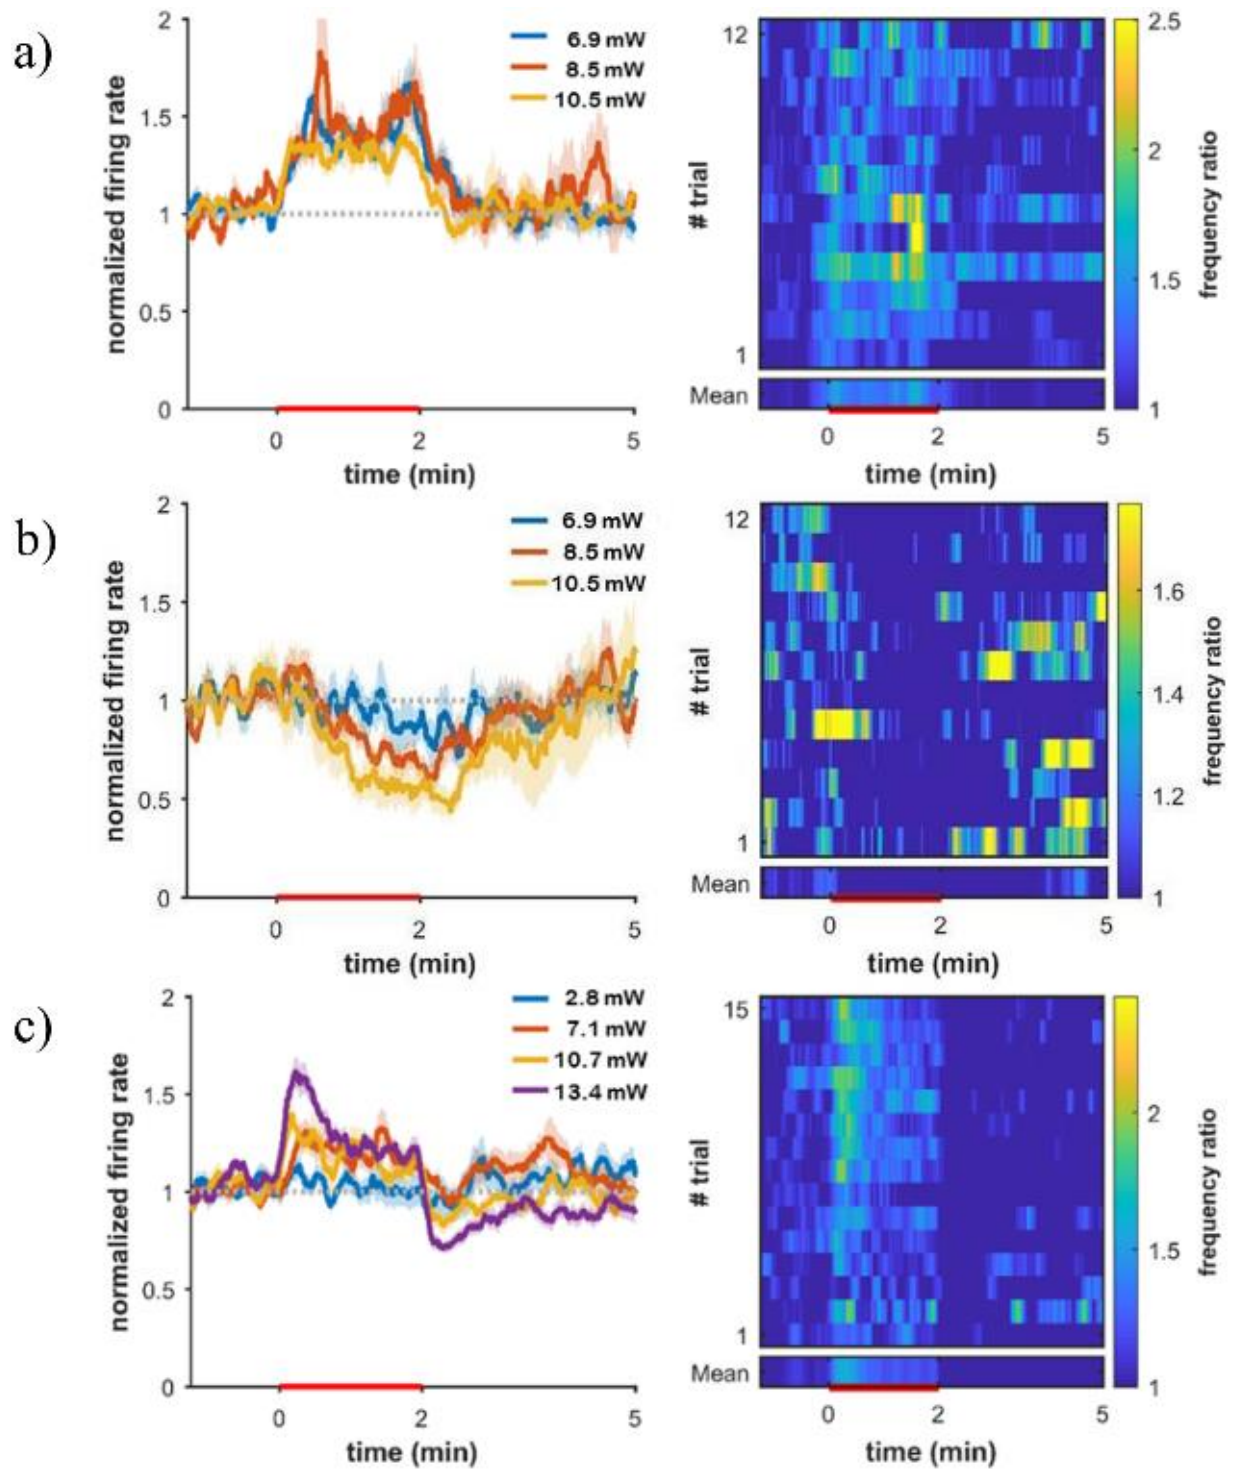 a)
normalized firing rate
2
1.5
1
0.5
0
6.9 mW
8.5 mW
10.5 mW
0 2 5
time (min)
# trial
12
1
Mean
0 2 5
time (min)
2.5
2
1.5
1
frequency ratio
b)
normalized firing rate
2
1.5
1
0.5
0
6.9 mW
8.5 mW
10.5 mW
0 2 5
time (min)
# trial
12
1
Mean
0 2 5
time (min)
1.6
1.4
1.2
1
frequency ratio
c)
normalized firing rate
2
1.5
1
0.5
0
2.8 mW
7.1 mW
10.7 mW
13.4 mW
0 2 5
time (min)
# trial
15
1
Mean
0 2 5
time (min)
2
1.5
1
frequency ratio